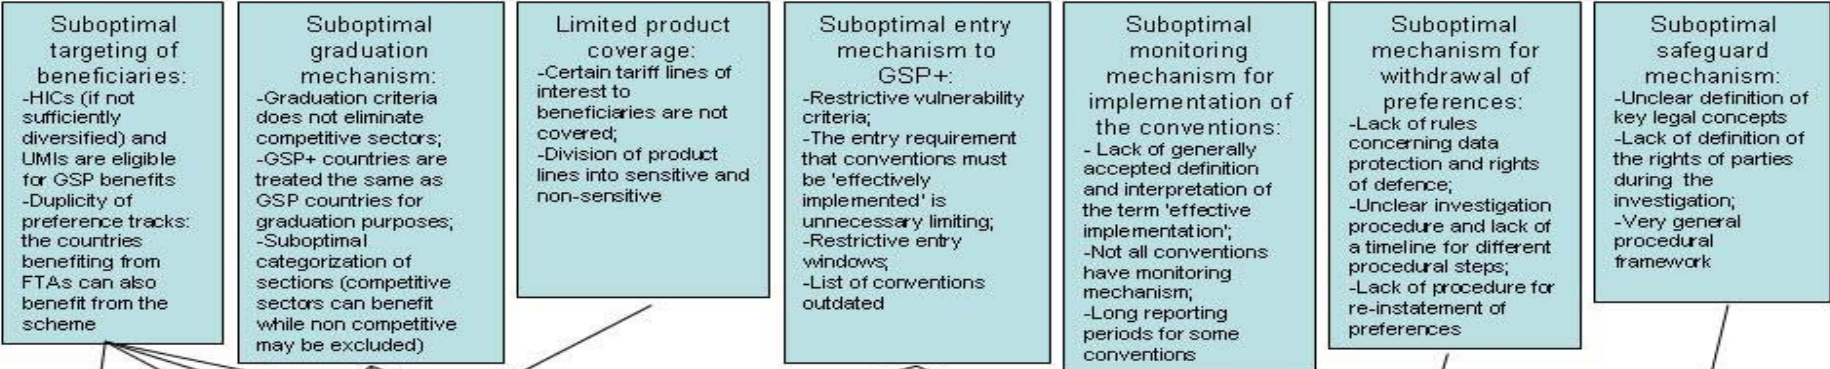 Suboptimal
targeting of
beneficiaries:
-HICs (if not
sufficiently
diversified) and
UMIs are eligible
for GSP benefits
-Duplicity of
preference tracks:
the countries
benefiting from
FTAs can also
benefit from the
scheme
Suboptimal
graduation
mechanism:
-Graduation criteria
does not eliminate
competitive sectors;
-GSP+ countries are
treated the same as
GSP countries for
graduation purposes;
-Suboptimal
categorization of
sections (competitive
sectors can benefit
while non competitive
may be excluded)
Limited product
coverage:
-Certain tariff lines of
interest to
beneficiaries are not
covered;
-Division of product
lines into sensitive and
non-sensitive
Suboptimal entry
mechanism to
GSP+:
-Restrictive vulnerability
criteria;
-The entry requirement
that conventions must
be 'effectively
implemented' is
unnecessary limiting;
-Restrictive entry
windows;
-List of conventions
outdated
Suboptimal
monitoring
mechanism for
implementation of
the conventions:
- Lack of generally
accepted definition
and interpretation of
the term 'effective
implementation';
-Not all conventions
have monitoring
mechanism;
-Long reporting
periods for some
conventions
Suboptimal
mechanism for
withdrawal of
preferences:
-Lack of rules
concerning data
protection and rights
of defence;
-Unclear investigation
procedure and lack of
a timeline for different
procedural steps;
-Lack of procedure for
re-instatement of
preferences
Suboptimal
safeguard
mechanism:
-Unclear definition of
key legal concepts
-Lack of definition of
the rights of parties
during the
investigation;
-Very general
procedural
framework